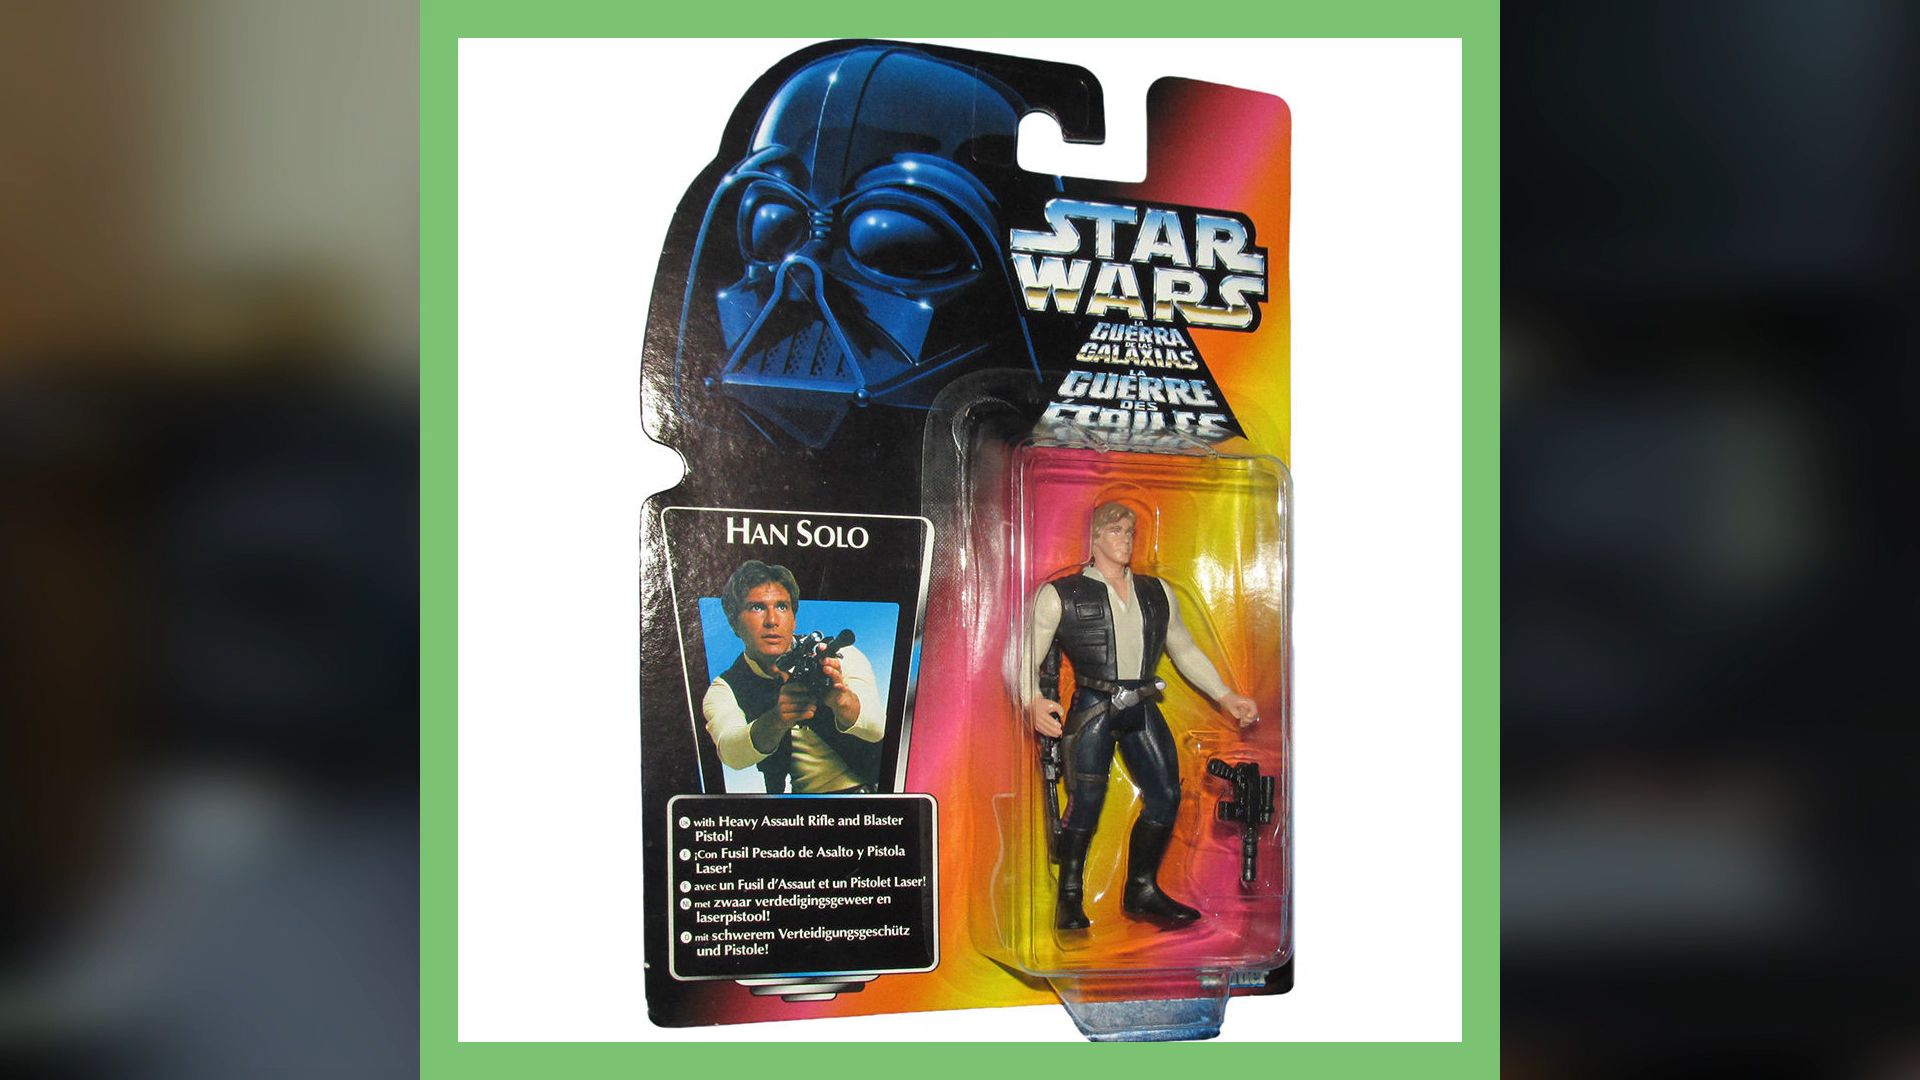 STAR
WARS
LA
GUERRA
DE LAS
GALAXIAS
LA
GUERRE
DES
ÉTOILES
HAN SOLO
with Heavy Assault Rifle and Blaster
Pistol!
¡Con Fusil Pesado de Asalto y Pistola
Laser!
avec un Fusil d'Assaut et un Pistolet Laser!
met zwaar verdedigingsgeweer en
laserpistool!
mit schwerem Verteidigungsgeschütz
und Pistole!